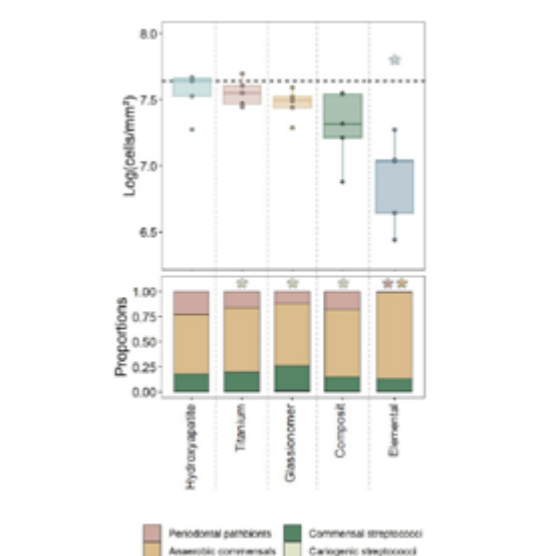 8.0
7.5
7.0
6.5
Log(cells/mm²)
1.00
0.75
0.50
0.25
0.00
Proportions
Hydroxyapatite
Titanium
Glassionomer
Composit
Elemental
Periodontal pathbionts
Commensal streptococci
Anaerobic commensals
Cariogenic streptococci